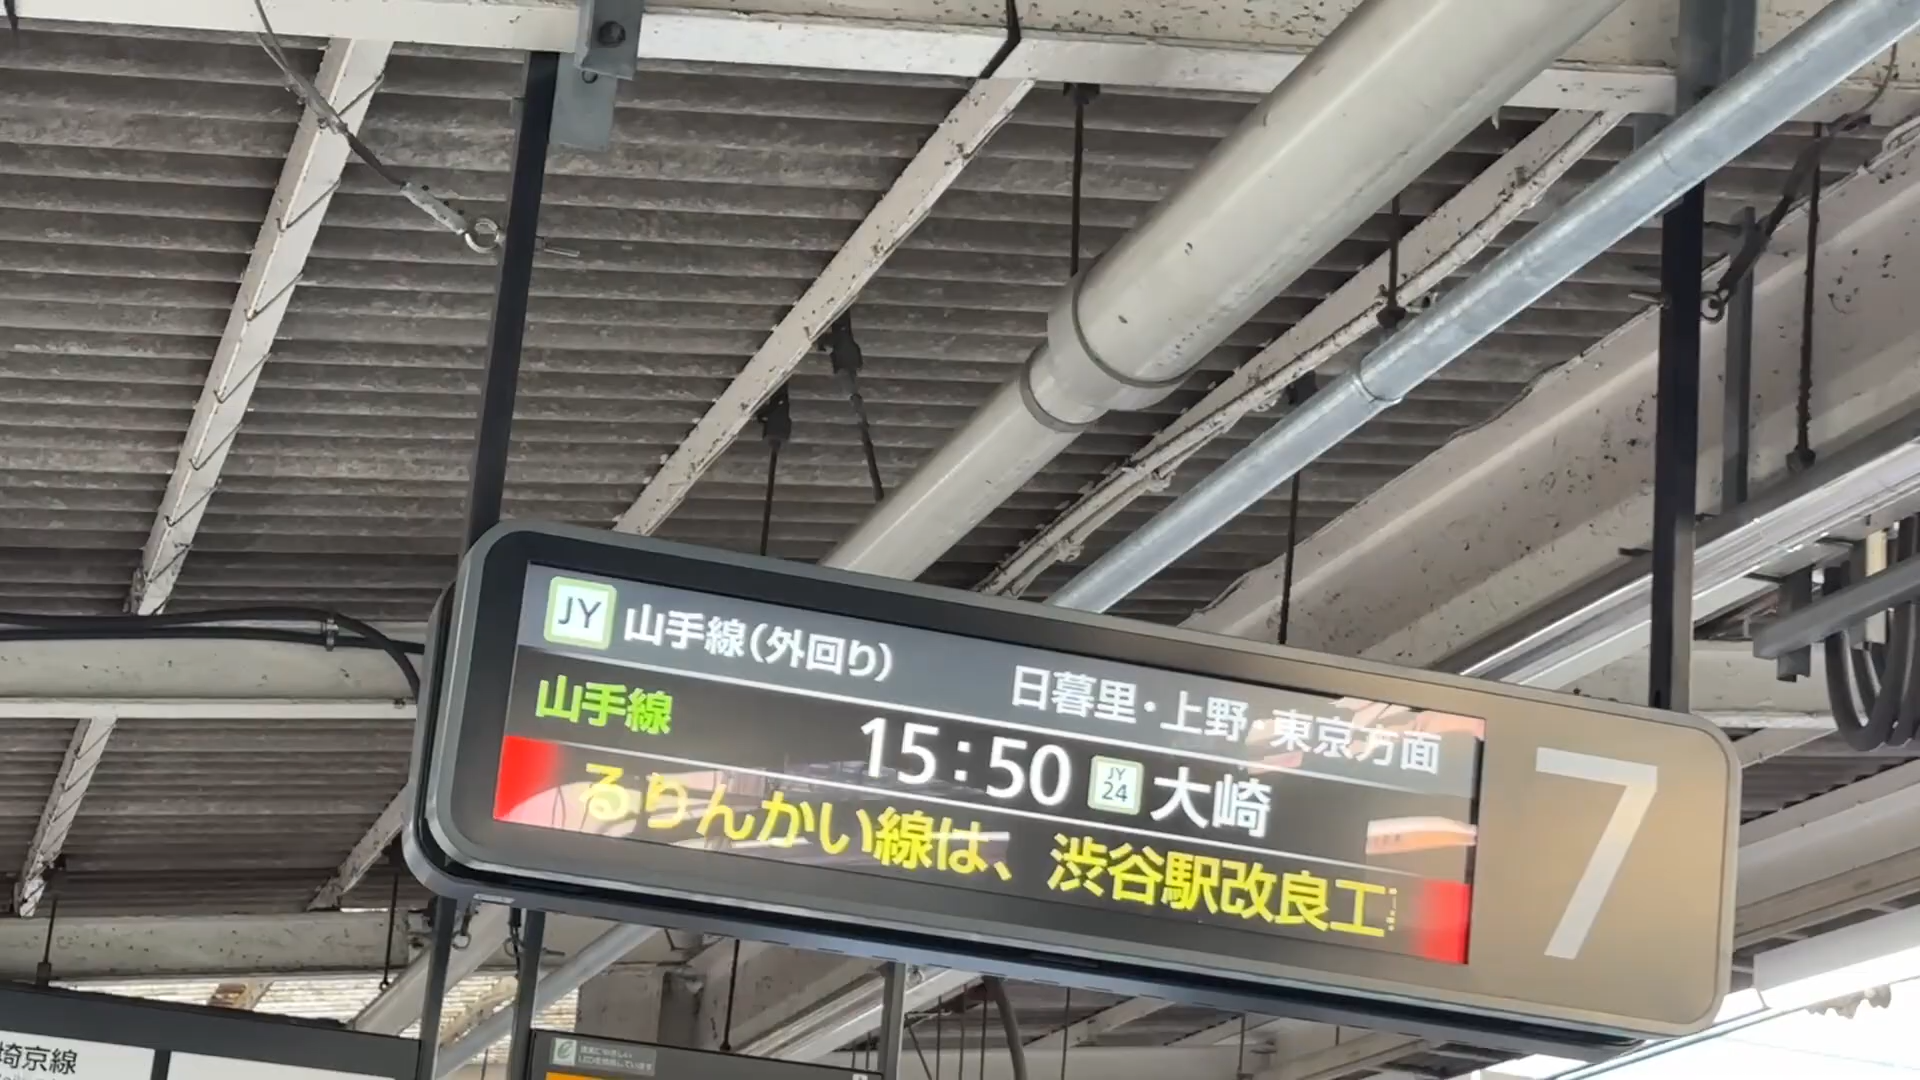 JY 山手線(外回り) 日暮里・上野・東京方面
山手線 15:50 JY 24 大崎
るりんかい線は、渋谷駅改良工
7
埼京線